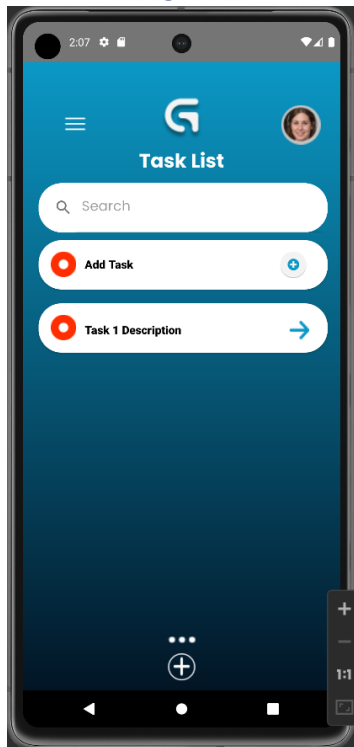 2:07
G
Task List
Search
Add Task
Task 1 Description
1:1